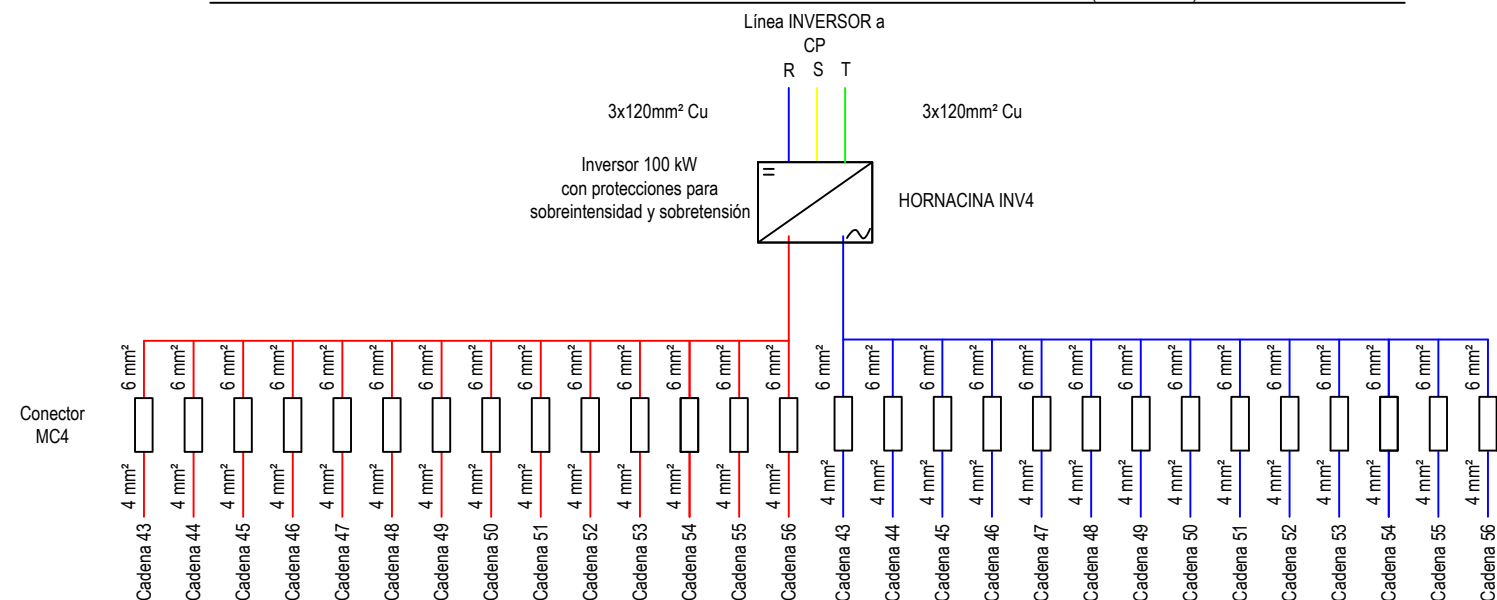 Línea INVERSOR a
CP
R S T
3x120mm² Cu 3x120mm² Cu
Inversor 100 kW
con protecciones para
sobreintensidad y sobretensión
HORNACINA INV4
6 mm² 6 mm² 6 mm² 6 mm² 6 mm² 6 mm² 6 mm² 6 mm² 6 mm² 6 mm² 6 mm² 6 mm² 6 mm² 6 mm² 6 mm² 6 mm² 6 mm² 6 mm² 6 mm² 6 mm² 6 mm² 6 mm² 6 mm² 6 mm² 6 mm² 6 mm² 6 mm² 6 mm²
Conector
MC4
4 mm² 4 mm² 4 mm² 4 mm² 4 mm² 4 mm² 4 mm² 4 mm² 4 mm² 4 mm² 4 mm² 4 mm² 4 mm² 4 mm² 4 mm² 4 mm² 4 mm² 4 mm² 4 mm² 4 mm² 4 mm² 4 mm² 4 mm² 4 mm² 4 mm² 4 mm² 4 mm² 4 mm²
Cadena 43
Cadena 44
Cadena 45
Cadena 46
Cadena 47
Cadena 48
Cadena 49
Cadena 50
Cadena 51
Cadena 52
Cadena 53
Cadena 54
Cadena 55
Cadena 56
Cadena 43
Cadena 44
Cadena 45
Cadena 46
Cadena 47
Cadena 48
Cadena 49
Cadena 50
Cadena 51
Cadena 52
Cadena 53
Cadena 54
Cadena 55
Cadena 56